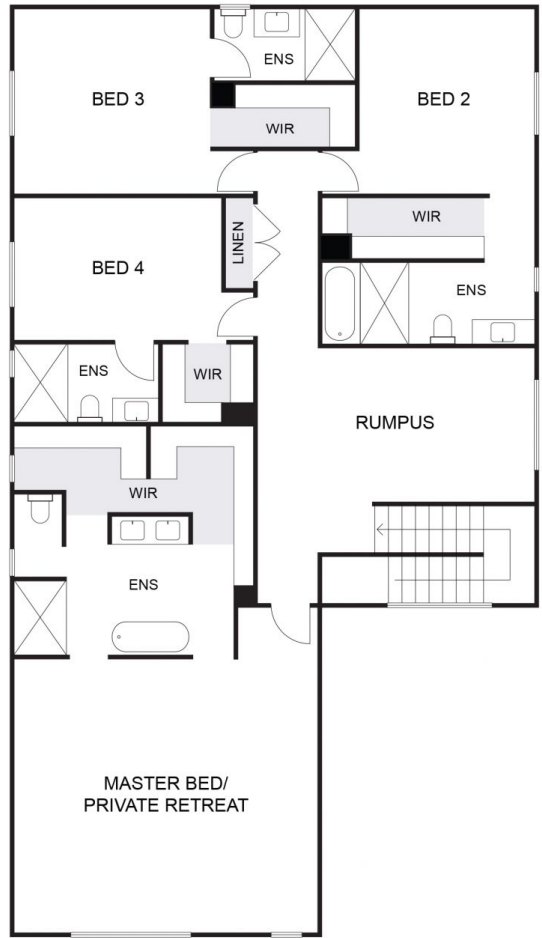 ENS
BED 3
BED 2
WIR
WIR
LINEN
BED 4
ENS
ENS
WIR
RUMPUS
WIR
ENS
MASTER BED/
PRIVATE RETREAT